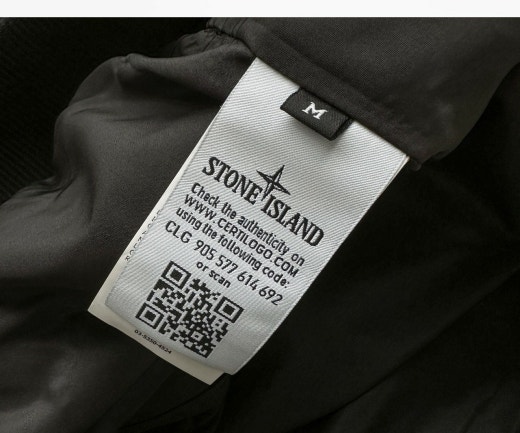 M
STONE ISLAND
Check the authenticity on
WWW.CERTILOGO.COM
using the following code:
CLG 905 577 614 692
or scan